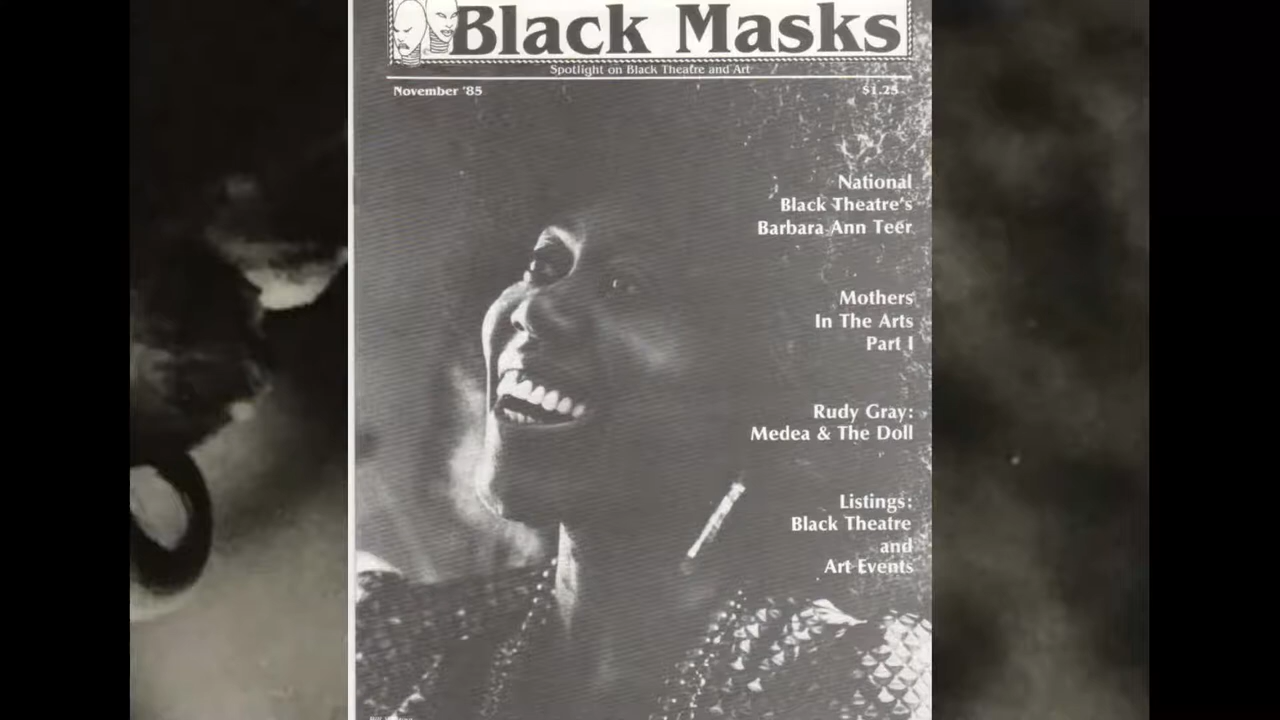 Black Masks
Spotlight on Black Theatre and Art
November '85
$1.25
National
Black Theatre's
Barbara Ann Teer
Mothers
In The Arts
Part I
Rudy Gray:
Medea & The Doll
Listings:
Black Theatre
and
Art Events